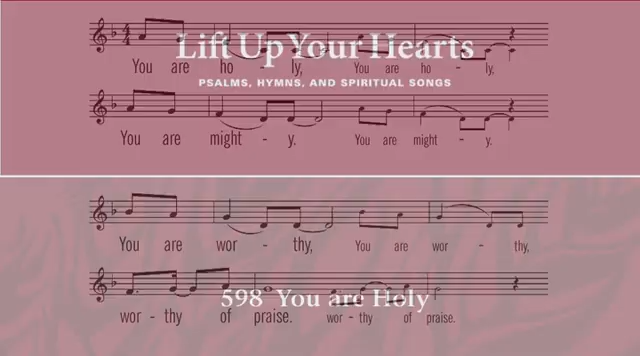 Lift Up Your Hearts
You are ho - ly, You are ho - ly,
PSALMS, HYMNS, AND SPIRITUAL SONGS
You are might - y. You are might - y.
You are wor - thy, You are wor - thy,
598 You are Holy
wor - thy of praise. wor - thy of praise.